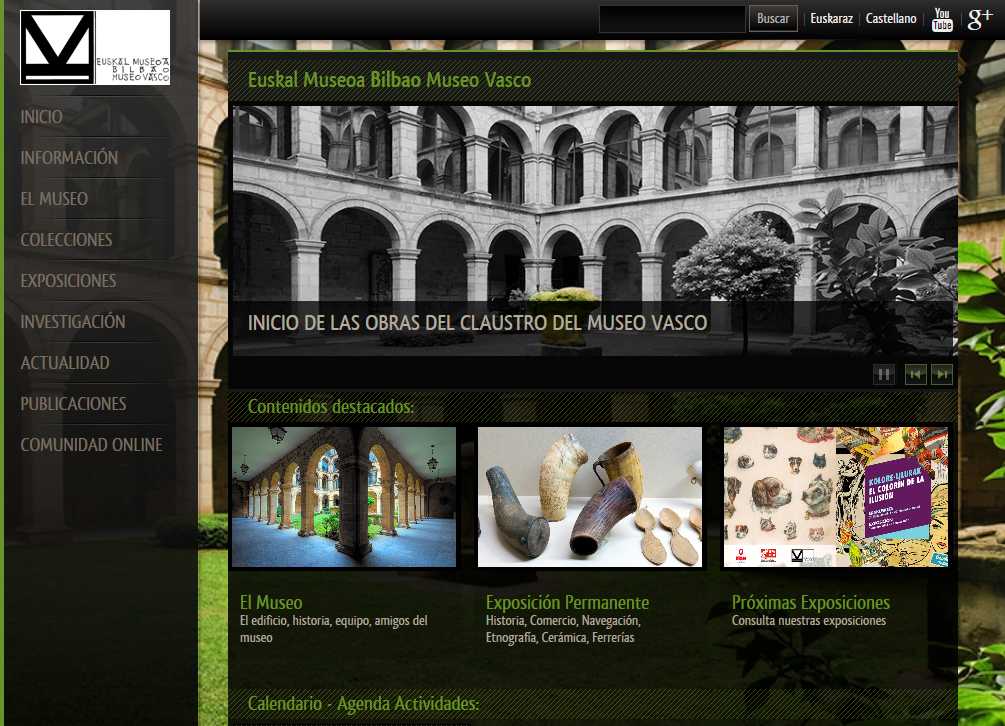 EUSKAL MUSEOA
BILBAO
MUSEO VASCO
Buscar
Euskaraz
Castellano
You
Tube
g+
INICIO
INFORMACIÓN
EL MUSEO
COLECCIONES
EXPOSICIONES
INVESTIGACIÓN
ACTUALIDAD
PUBLICACIONES
COMUNIDAD ONLINE
Euskal Museoa Bilbao Museo Vasco
INICIO DE LAS OBRAS DEL CLAUSTRO DEL MUSEO VASCO
Contenidos destacados:
KOLORE-LILURAK
EL COLORÍN DE LA
ILUSIÓN
EXPOSICIÓN
El Museo
El edificio, historia, equipo, amigos del
museo
Exposición Permanente
Historia, Comercio, Navegación,
Etnografía, Cerámica, Ferrerías
Próximas Exposiciones
Consulta nuestras exposiciones
Calendario - Agenda Actividades: